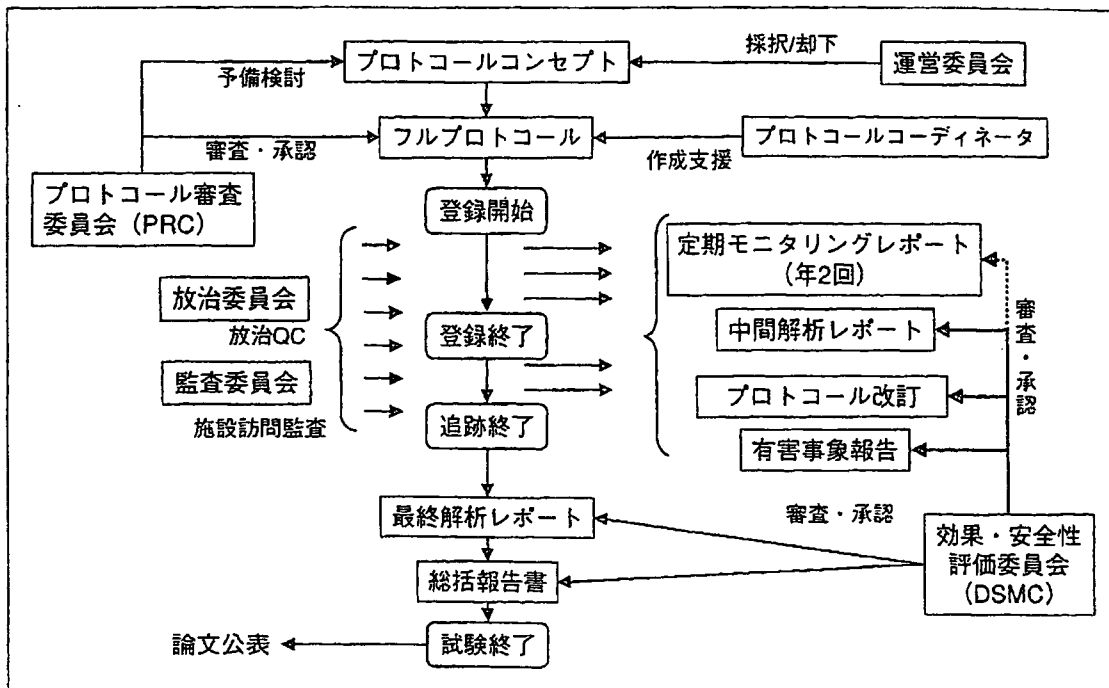 採択/却下
プロトコールコンセプト
運営委員会
予備検討
フルプロトコール
プロトコールコーディネータ
審査・承認
作成支援
プロトコール審査
委員会（PRC）
登録開始
定期モニタリングレポート
（年2回）
放治委員会
放治QC
登録終了
中間解析レポート
審査・承認
監査委員会
施設訪問監査
プロトコール改訂
追跡終了
有害事象報告
最終解析レポート
審査・承認
効果・安全性
評価委員会
（DSMC）
総括報告書
論文公表
試験終了